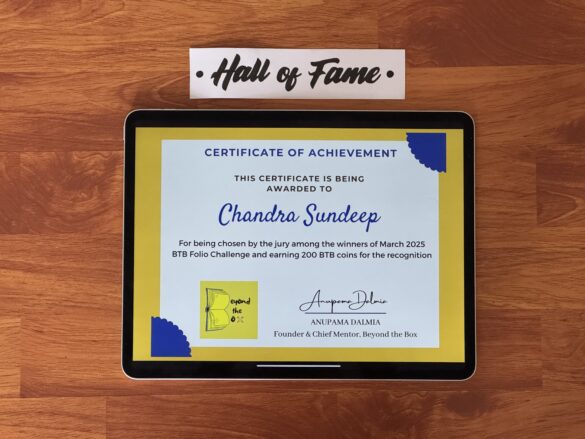 • Hall of Fame •
CERTIFICATE OF ACHIEVEMENT
THIS CERTIFICATE IS BEING
AWARDED TO
Chandra Sundeep
For being chosen by the jury among the winners of March 2025
BTB Folio Challenge and earning 200 BTB coins for the recognition
Beyond
the
Anupama Dalmia
ANUPAMA DALMIA
Founder & Chief Mentor, Beyond the Box